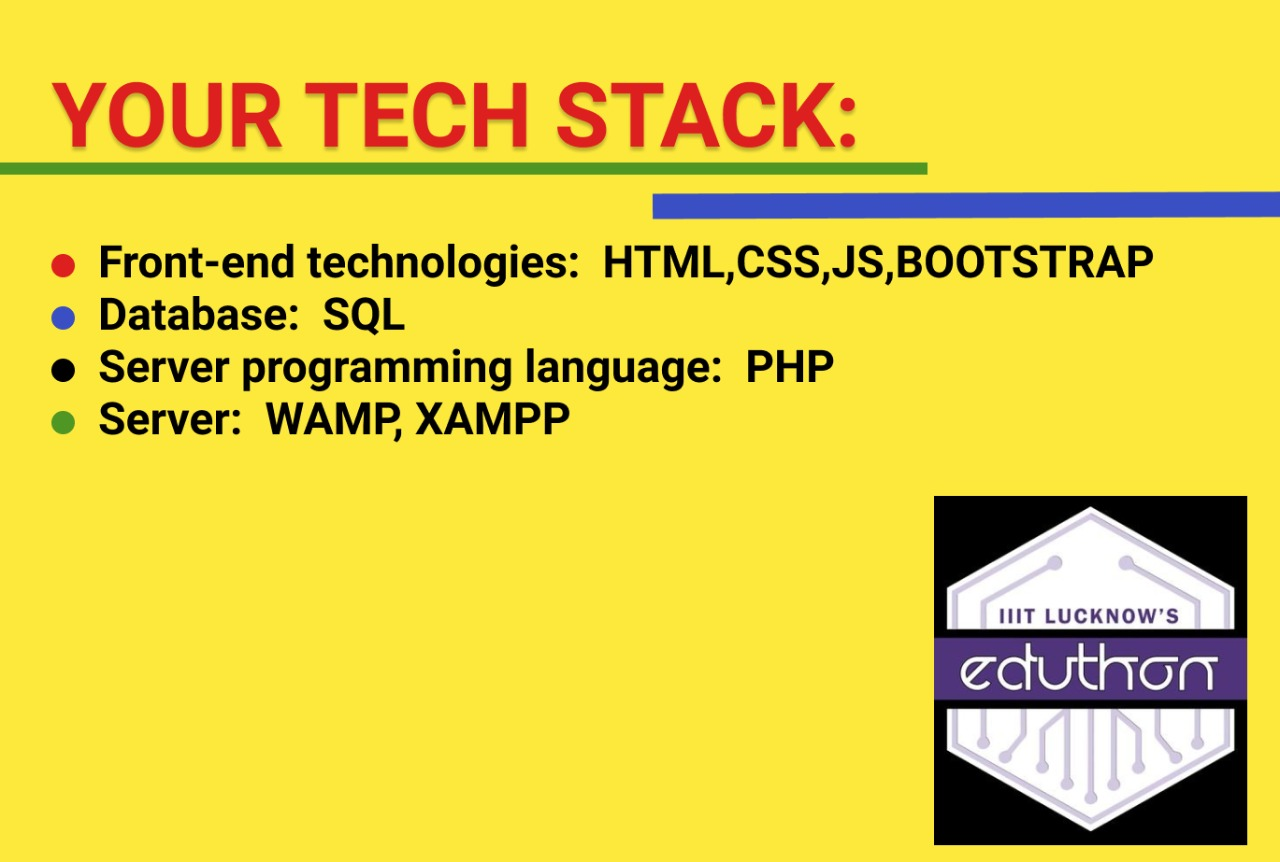 YOUR TECH STACK:
Front-end technologies:  HTML,CSS,JS,BOOTSTRAP
Database:  SQL
Server programming language:  PHP
Server:  WAMP, XAMPP
IIIT LUCKNOW'S
eduthon